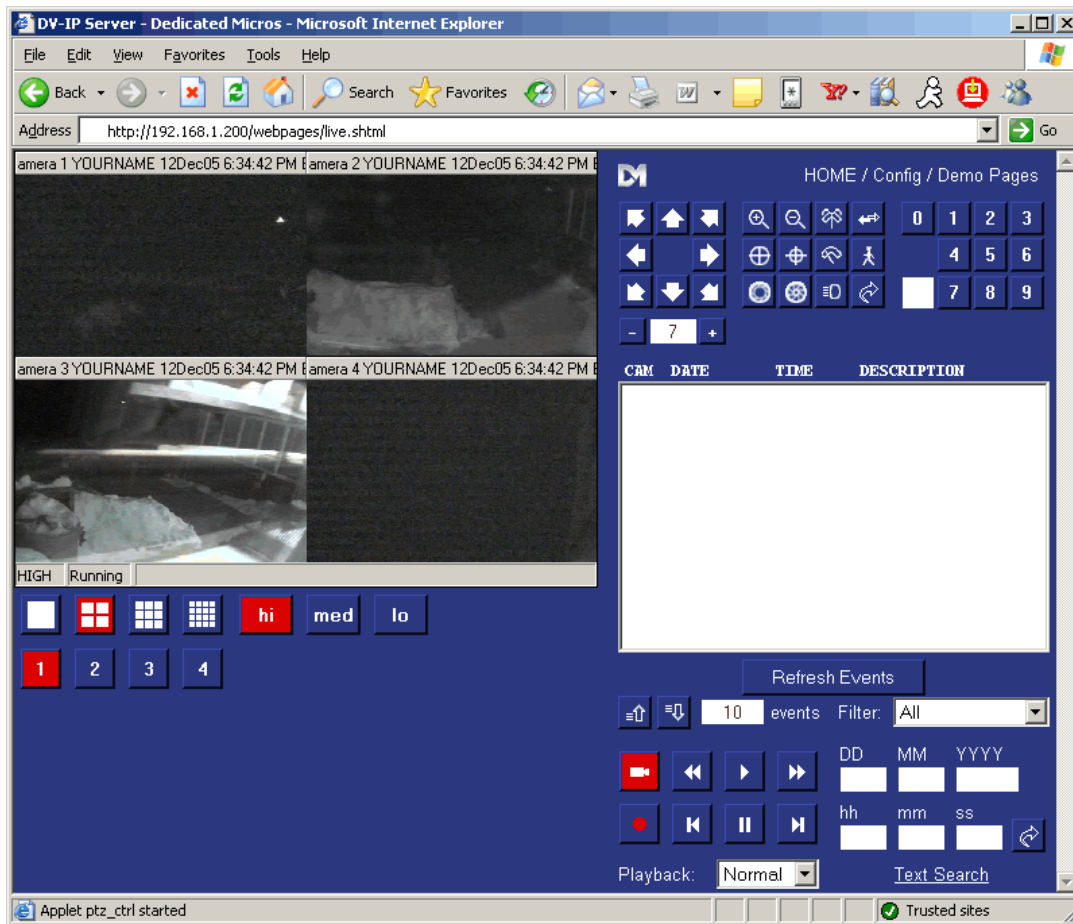 DV-IP Server - Dedicated Micros - Microsoft Internet Explorer
File Edit View Favorites Tools Help
Back Search Favorites
Address http://192.168.1.200/webpages/live.shtml Go
amera 1 YOURNAME 12Dec05 6:34:42 PM E
amera 2 YOURNAME 12Dec05 6:34:42 PM E
HOME / Config / Demo Pages
0 1 2 3
4 5 6
7 8 9
- 7 +
amera 3 YOURNAME 12Dec05 6:34:42 PM E
amera 4 YOURNAME 12Dec05 6:34:42 PM E
CAM DATE TIME DESCRIPTION
HIGH Running
hi med lo
1 2 3 4
Refresh Events
10 events Filter: All
DD MM YYYY
hh mm ss
Playback: Normal Text Search
Applet ptz_ctrl started Trusted sites